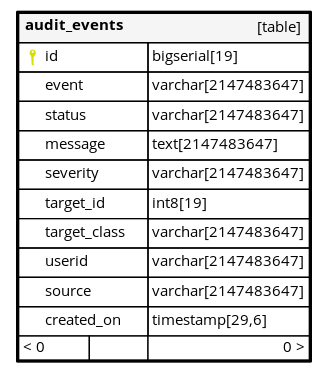 audit_events [table]
id bigserial[19]
event varchar[2147483647]
status varchar[2147483647]
message text[2147483647]
severity varchar[2147483647]
target_id int8[19]
target_class varchar[2147483647]
userid varchar[2147483647]
source varchar[2147483647]
created_on timestamp[29,6]
< 0 0 >